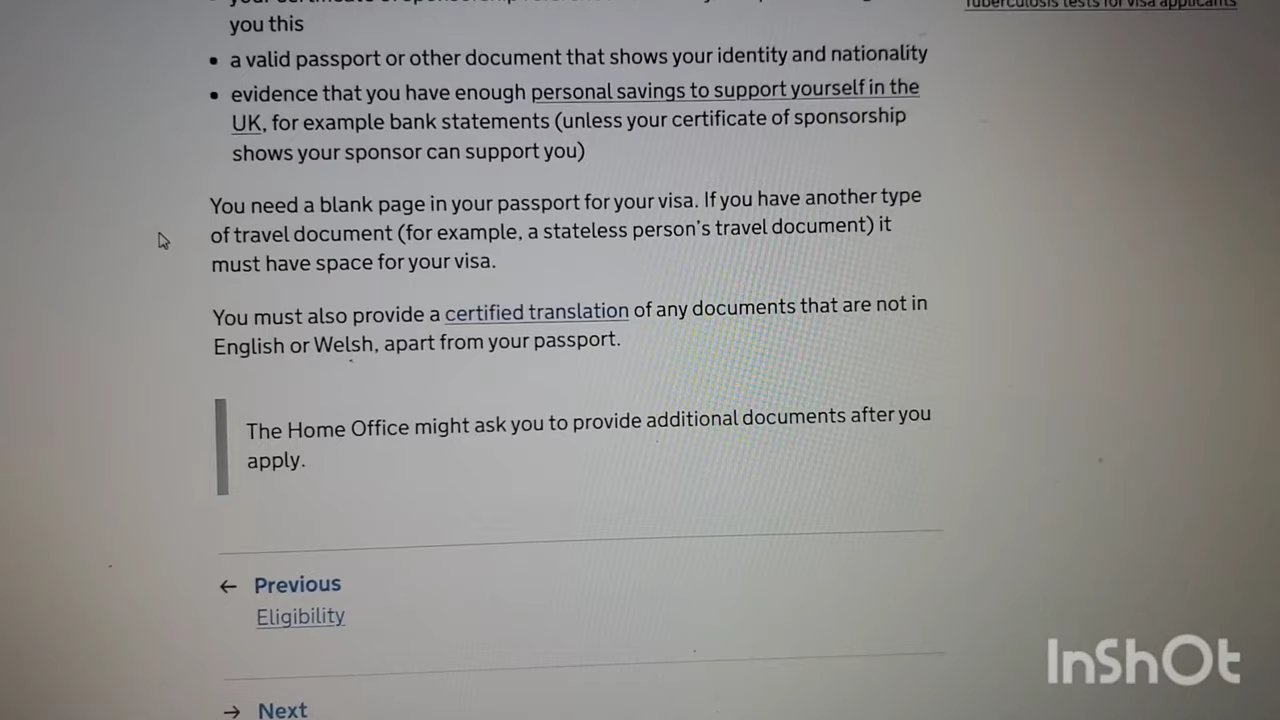 you this
Tuberculosis tests for visa applicants
• a valid passport or other document that shows your identity and nationality
• evidence that you have enough personal savings to support yourself in the
UK, for example bank statements (unless your certificate of sponsorship
shows your sponsor can support you)
You need a blank page in your passport for your visa. If you have another type
of travel document (for example, a stateless person's travel document) it
must have space for your visa.
You must also provide a certified translation of any documents that are not in
English or Welsh, apart from your passport.
The Home Office might ask you to provide additional documents after you
apply.
← Previous
Eligibility
→ Next
InShOt